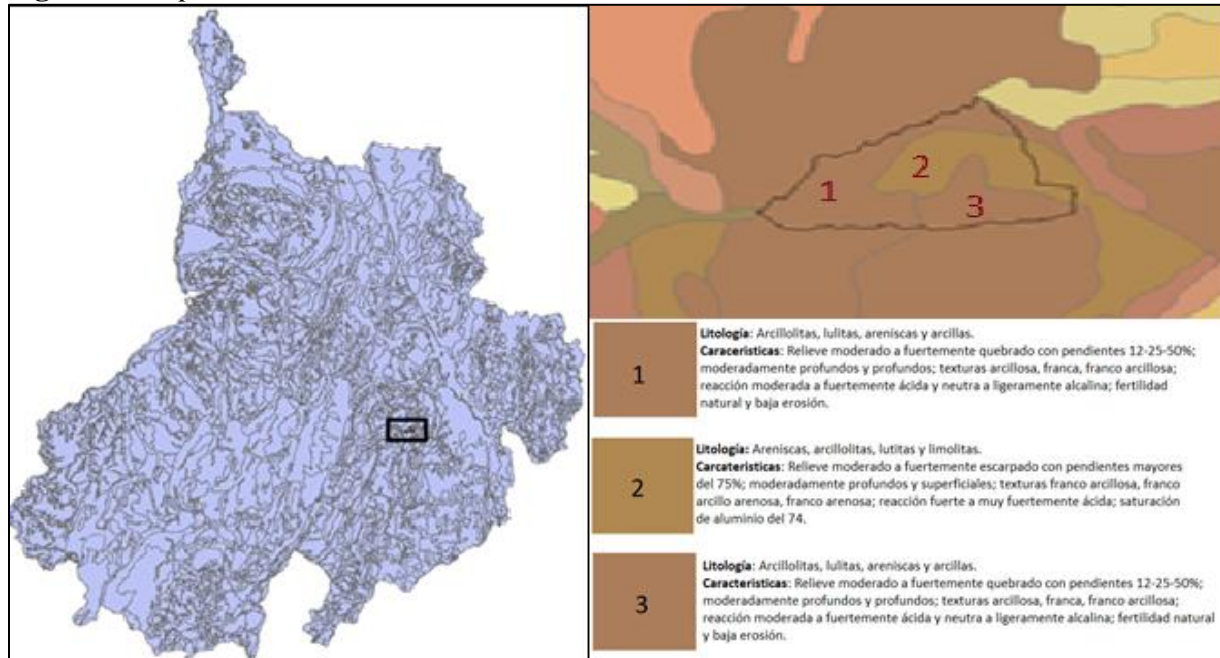 1
2
3
1
Litología: Arcillolitas, lulitas, areniscas y arcillas.
Caraceristicas: Relieve moderado a fuertemente quebrado con pendientes 12-25-50%;
moderadamente profundos y profundos; texturas arcillosa, franca, franco arcillosa;
reacción moderada a fuertemente ácida y neutra a ligeramente alcalina; fertilidad
natural y baja erosión.
2
Litología: Areniscas, arcillolitas, lutitas y limolitas.
Carcateristicas: Relieve moderado a fuertemente escarpado con pendientes mayores
del 75%; moderadamente profundos y superficiales; texturas franco arcillosa, franco
arcillo arenosa, franco arenosa; reacción fuerte a muy fuertemente ácida; saturación
de aluminio del 74.
3
Litología: Arcillolitas, lulitas, areniscas y arcillas.
Características: Relieve moderado a fuertemente quebrado con pendientes 12-25-50%;
moderadamente profundos y profundos; texturas arcillosa, franca, franco arcillosa;
reacción moderada a fuertemente ácida y neutra a ligeramente alcalina; fertilidad natural
y baja erosión.